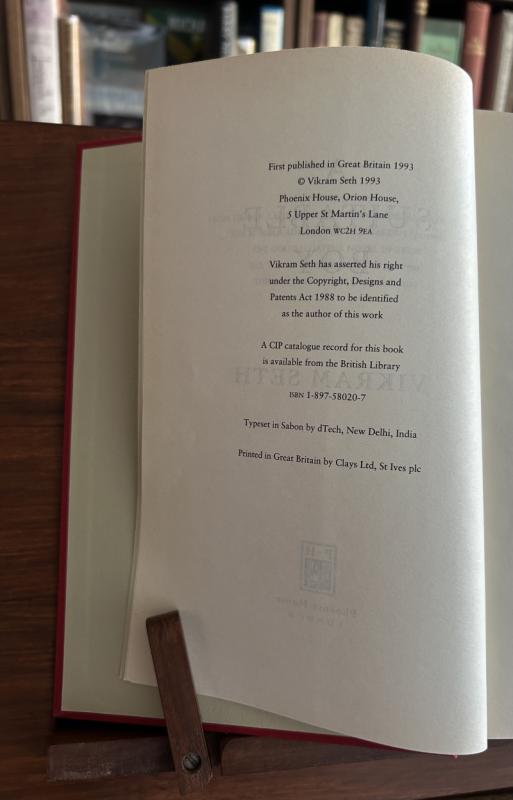 First published in Great Britain 1993
© Vikram Seth 1993
Phoenix House, Orion House,
5 Upper St Martin's Lane
London WC2H 9EA
Vikram Seth has asserted his right
under the Copyright, Designs and
Patents Act 1988 to be identified
as the author of this work
A CIP catalogue record for this book
is available from the British Library
ISBN 1-897-58020-7
Typeset in Sabon by dTech, New Delhi, India
Printed in Great Britain by Clays Ltd, St Ives plc